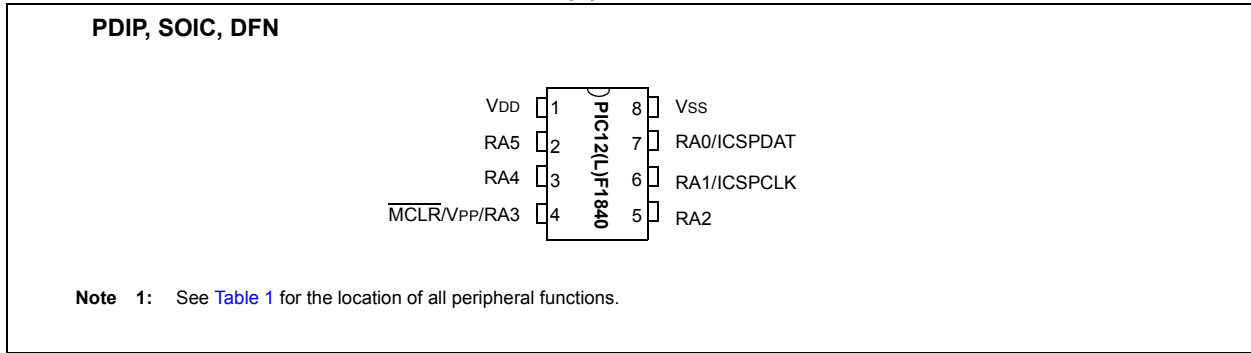 PDIP, SOIC, DFN
VDD 1 8 VSS
RA5 2 7 RA0/ICSPDAT
RA4 3 6 RA1/ICSPCLK
MCLR/VPP/RA3 4 5 RA2
PIC12(L)F1840
Note 1: See Table 1 for the location of all peripheral functions.